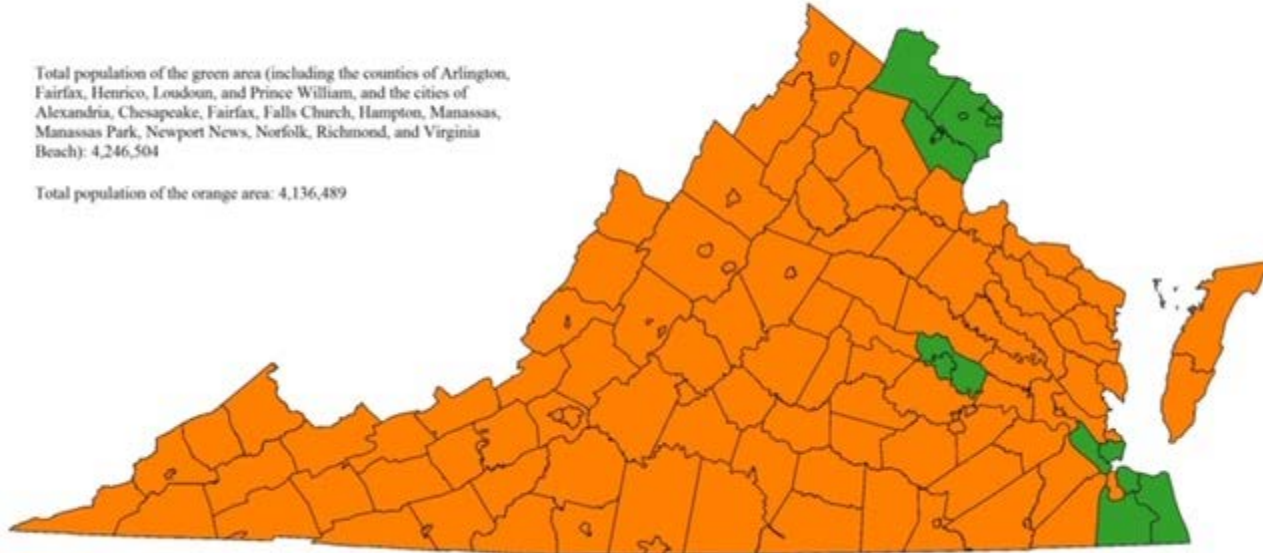 Total population of the green area (including the counties of Arlington,
Fairfax, Henrico, Loudoun, and Prince William, and the cities of
Alexandria, Chesapeake, Fairfax, Falls Church, Hampton, Manassas,
Manassas Park, Newport News, Norfolk, Richmond, and Virginia
Beach): 4,246,504
Total population of the orange area: 4,136,489